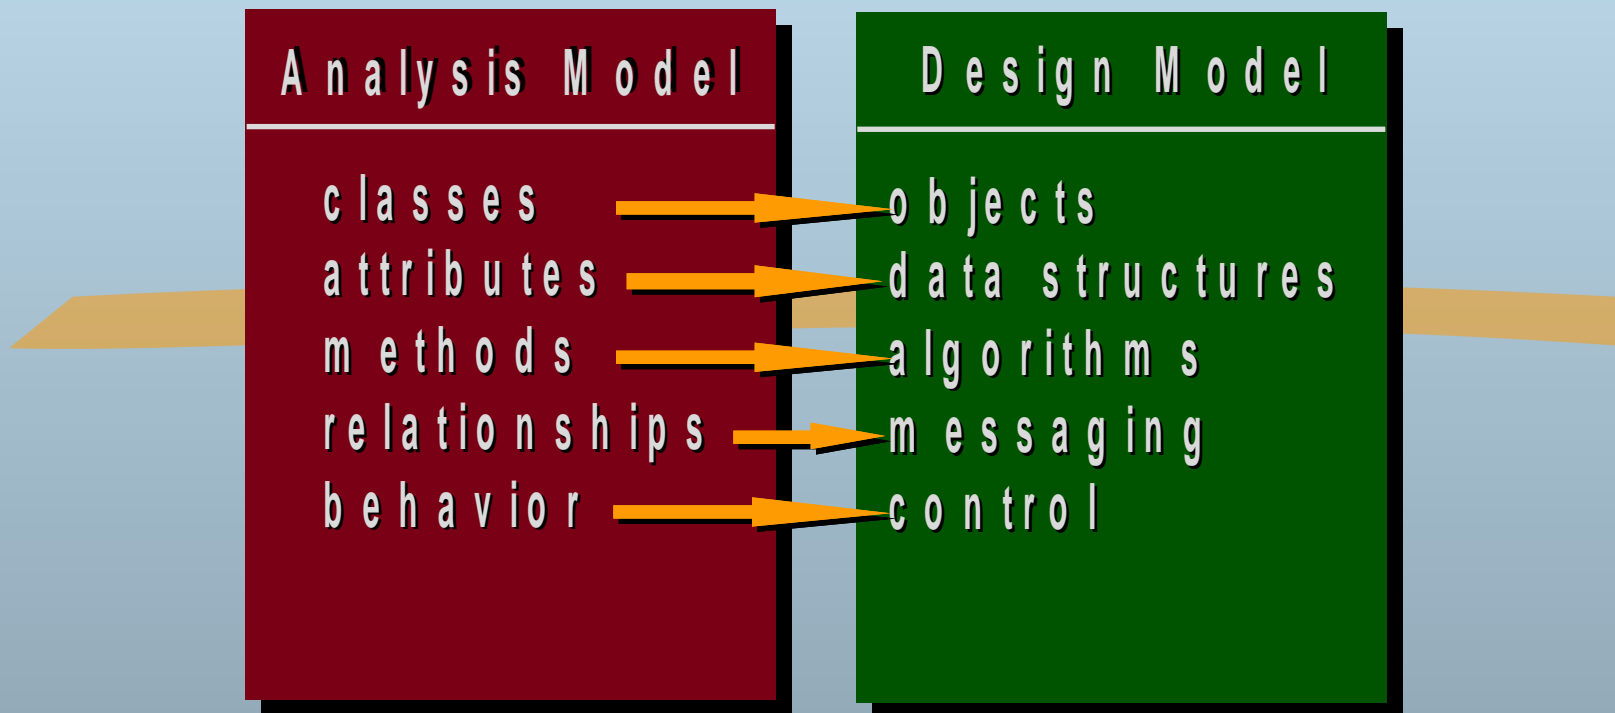 Analysis Model
classes
attributes
methods
relationships
behavior
Design Model
objects
data structures
algorithms
messaging
control